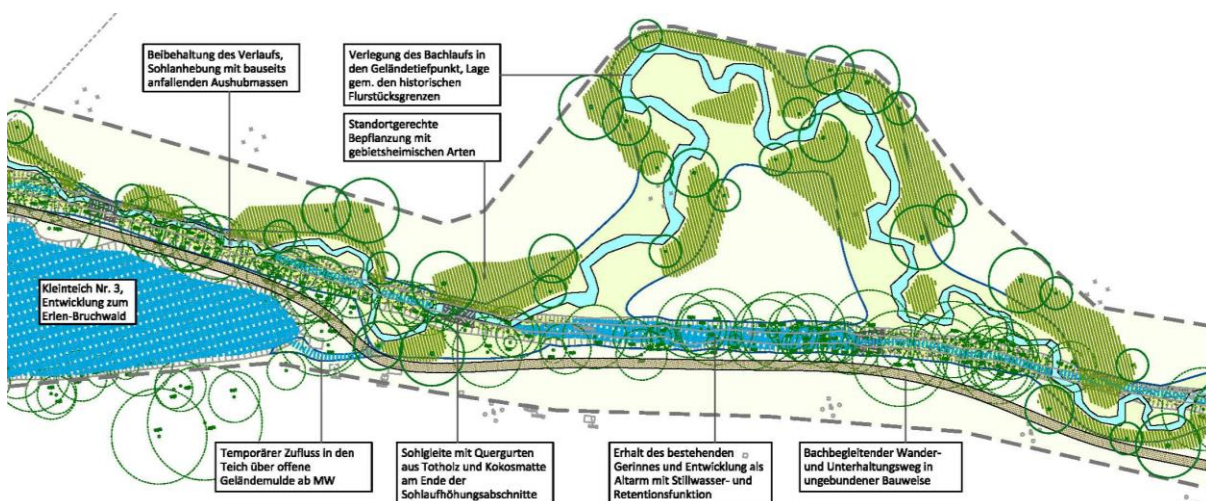 Beibehaltung des Verlaufs,
Sohlanhebung mit bauseits
anfallenden Aushubmassen
Verlegung des Bachlaufs in
den Geländetiefpunkt, Lage
gem. den historischen
Flurstücksgrenzen
Standortgerechte
Bepflanzung mit
gebietsheimischen Arten
Kleinteich Nr. 3,
Entwicklung zum
Erlen-Bruchwald
Temporärer Zufluss in den
Teich über offene
Geländemulde ab MW
Sohlgleite mit Quergurten
aus Totholz und Kokosmatte
am Ende der
Sohlaufhöhungsabschnitte
Erhalt des bestehenden
Gerinnes und Entwicklung als
Altarm mit Stillwasser- und
Retentionsfunktion
Bachbegleitender Wander-
und Unterhaltungsweg in
ungebundener Bauweise